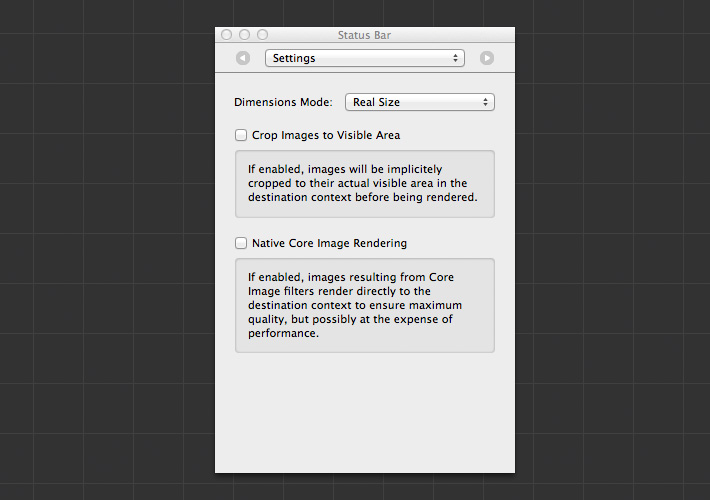 Status Bar
Settings
Dimensions Mode: Real Size
Crop Images to Visible Area
If enabled, images will be implicitely
cropped to their actual visible area in the
destination context before being rendered.
Native Core Image Rendering
If enabled, images resulting from Core
Image filters render directly to the
destination context to ensure maximum
quality, but possibly at the expense of
performance.